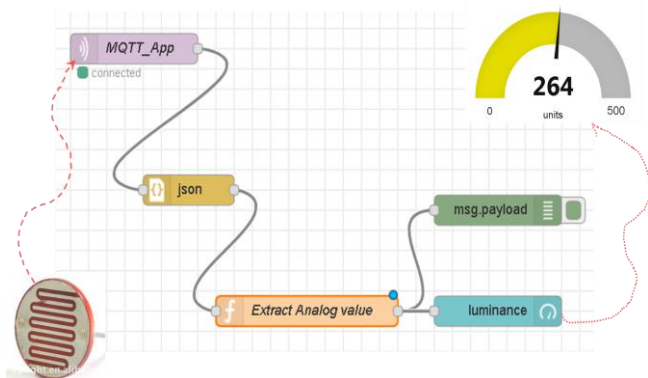 MQTT_App
connected
264
0
500
units
json
msg.payload
Extract Analog value
luminance